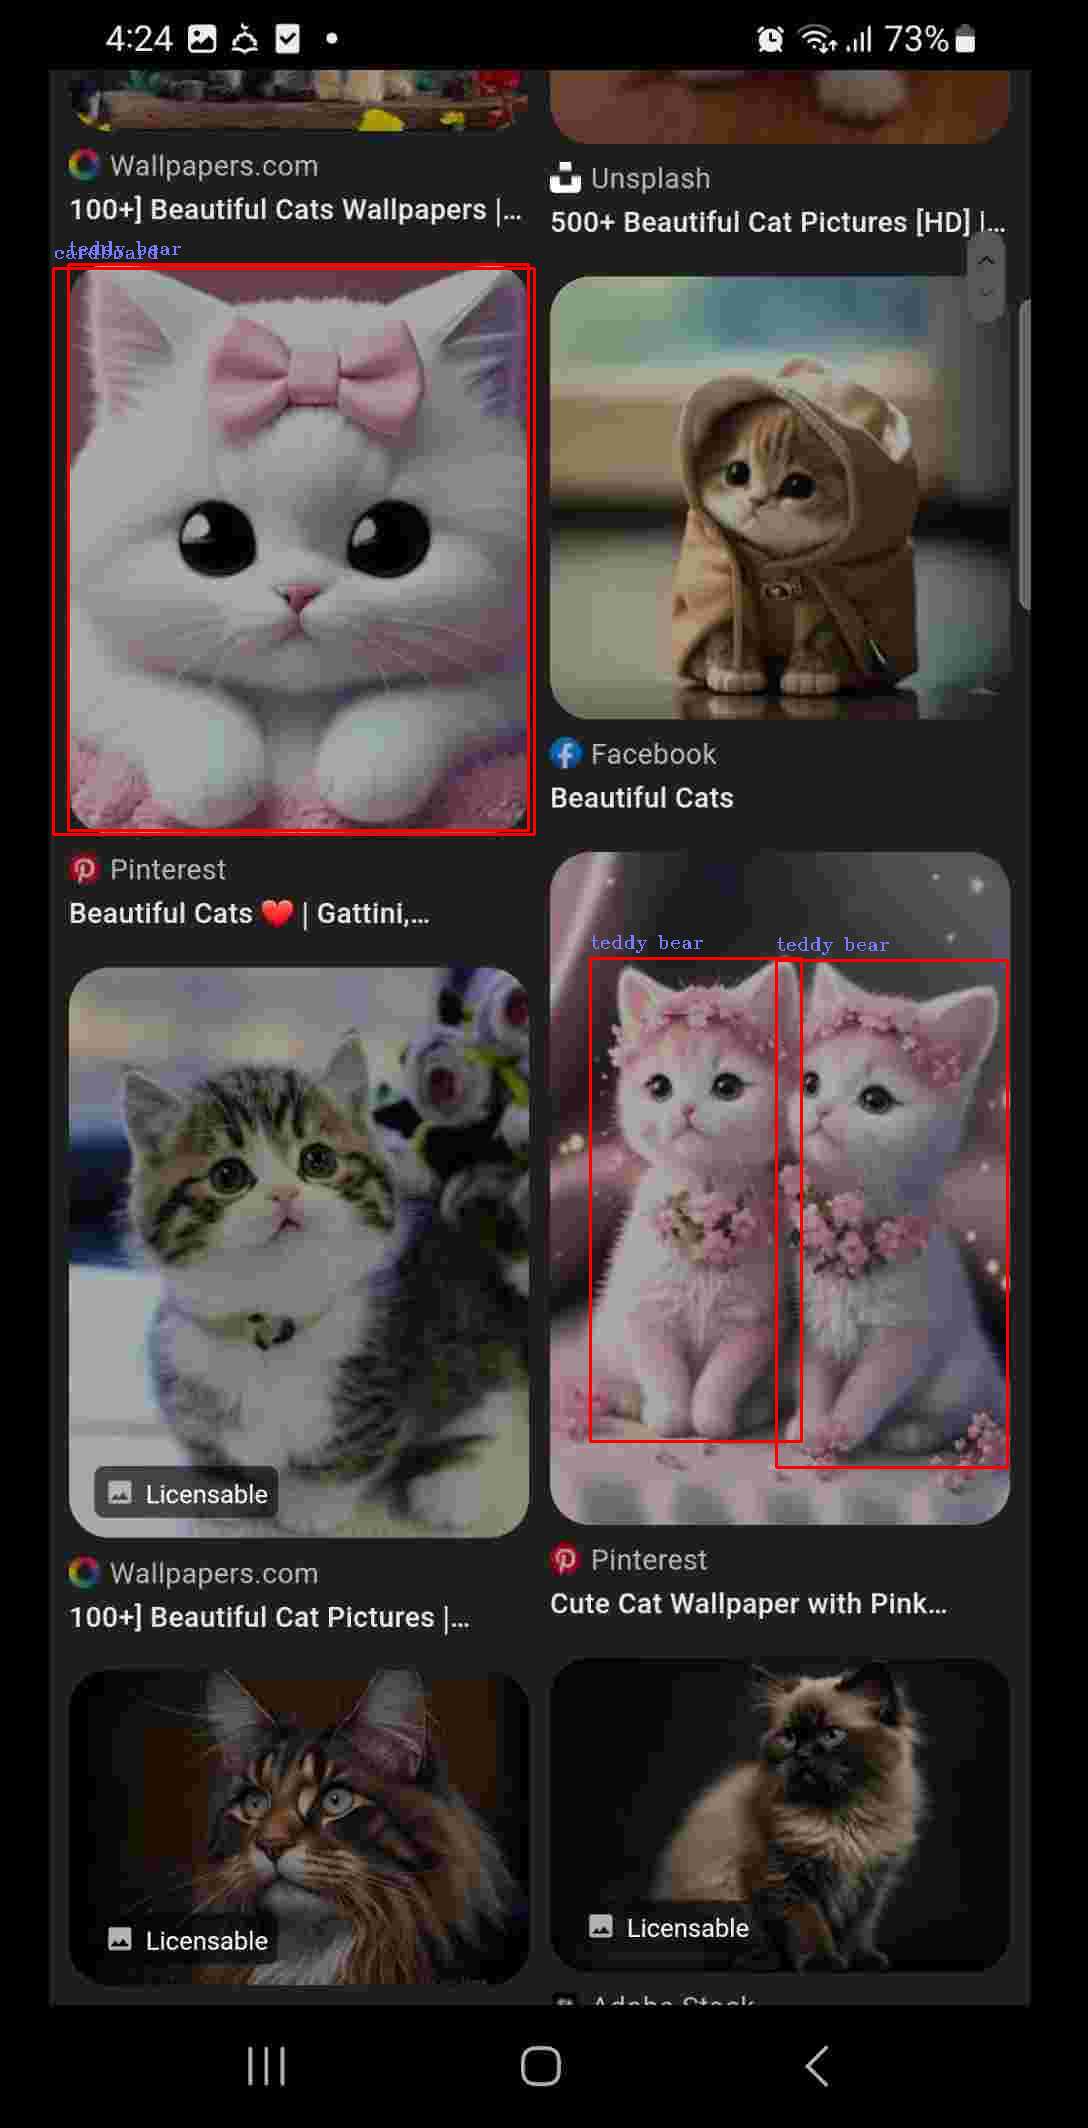 4:24
73%
Wallpapers.com
100+] Beautiful Cats Wallpapers |...
Unsplash
500+ Beautiful Cat Pictures [HD] |...
teddy bear
cardboard
Facebook
Beautiful Cats
Pinterest
Beautiful Cats ❤️ | Gattini,...
teddy bear
teddy bear
Licensable
Wallpapers.com
100+] Beautiful Cat Pictures |...
Pinterest
Cute Cat Wallpaper with Pink...
Licensable
Licensable
Adobe Stock